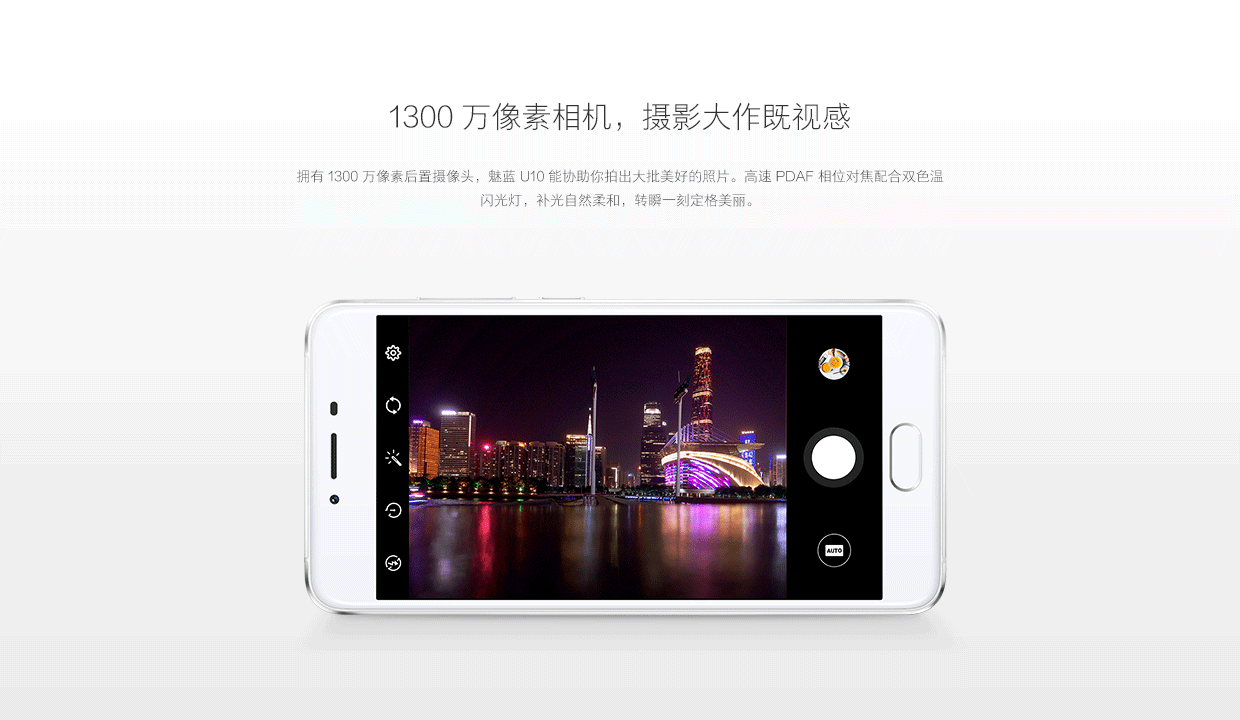 1300 万像素相机，摄影大作既视感
拥有 1300 万像素后置摄像头，魅蓝 U10 能协助你拍出大批美好的照片。高速 PDAF 相位对焦配合双色温
闪光灯，补光自然柔和，转瞬一刻定格美丽。
AUTO